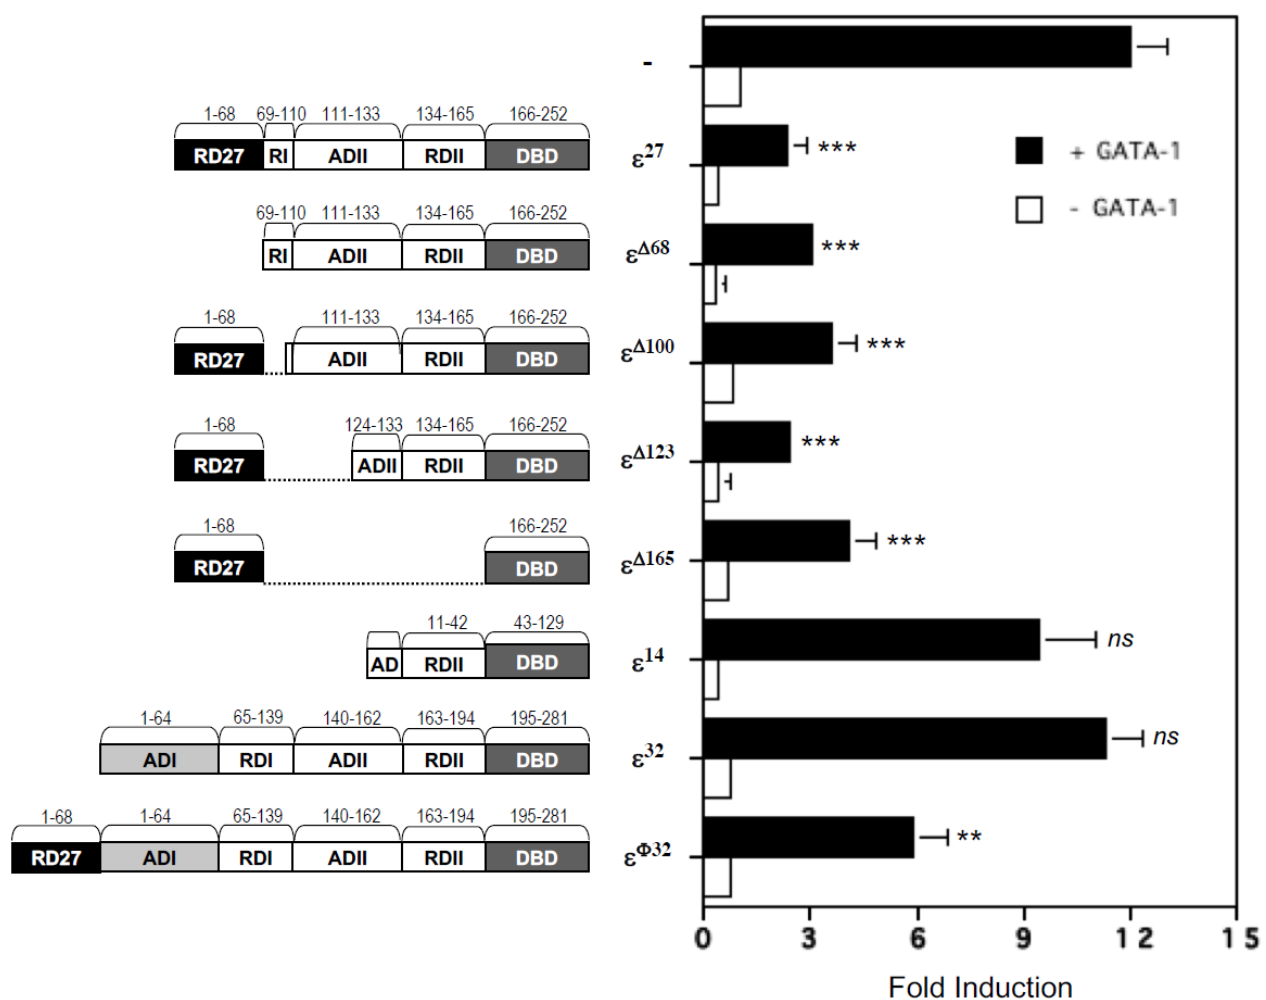 -
1-68 69-110 111-133 134-165 166-252
RD27 RI ADII RDII DBD
ε27 ***
+ GATA-1
- GATA-1
69-110 111-133 134-165 166-252
RI ADII RDII DBD
εΔ68 ***
1-68 111-133 134-165 166-252
RD27 ADII RDII DBD
εΔ100 ***
1-68 124-133 134-165 166-252
RD27 ADII RDII DBD
εΔ123 ***
1-68 166-252
RD27 DBD
εΔ165 ***
11-42 43-129
AD RDII DBD
ε14 ns
1-64 65-139 140-162 163-194 195-281
ADI RDI ADII RDII DBD
ε32 ns
1-68 1-64 65-139 140-162 163-194 195-281
RD27 ADI RDI ADII RDII DBD
εΦ32 **
0 3 6 9 12 15
Fold Induction